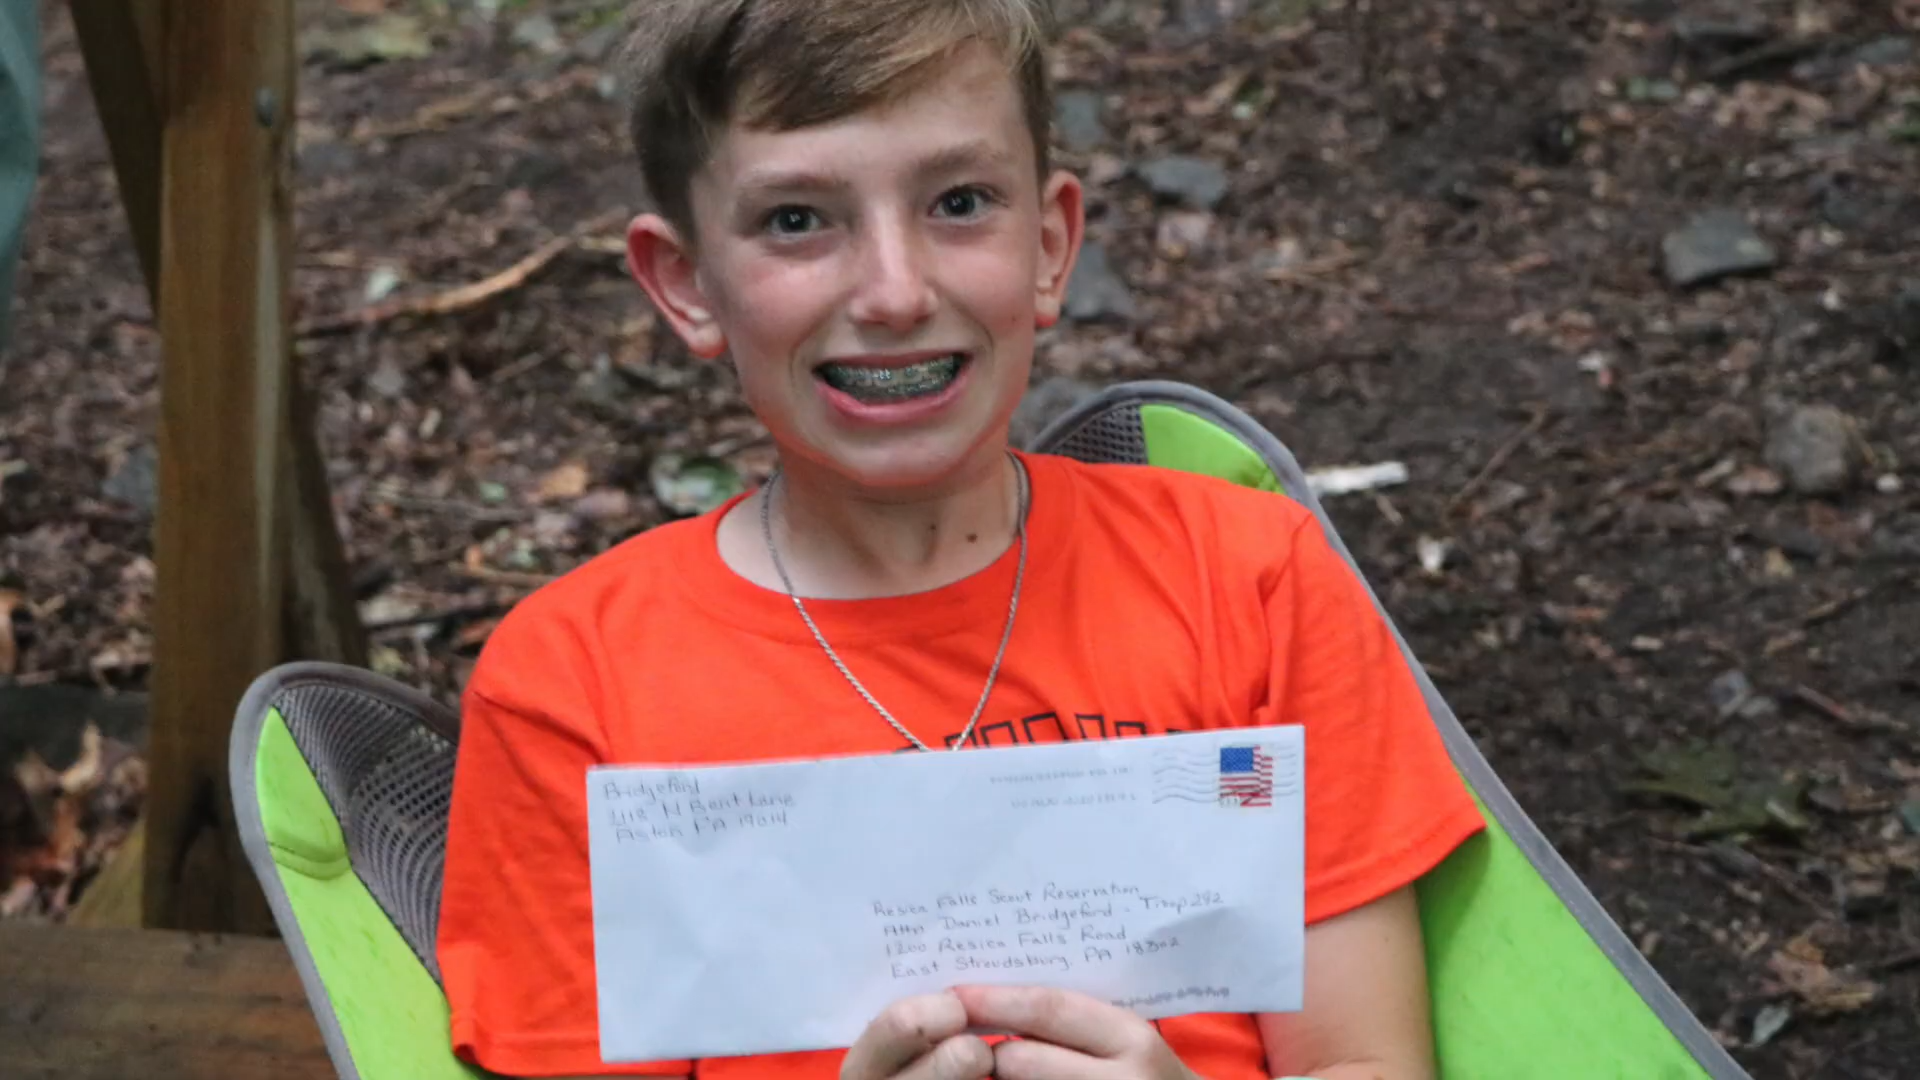 Bridgeford
N Bent Lane
Aston PA 19014
Resica Falls Scout Reservation
Attn Daniel Bridgeford - Troop 292
1200 Resica Falls Road
East Stroudsburg, PA 18302